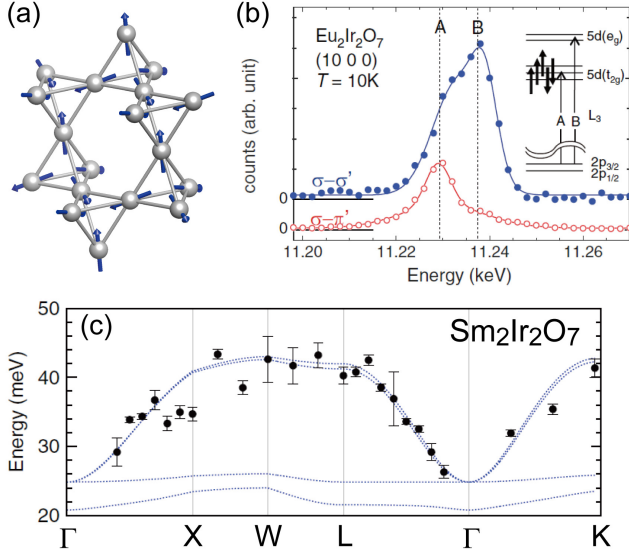 (a)
(b)
Eu2Ir2O7
(10 0 0)
T = 10K
A
B
5d(eg)
5d(t2g)
A
B
L3
2p3/2
2p1/2
σ–σ'
σ–π'
counts (arb. unit)
0
0
11.20
11.22
11.24
11.26
Energy (keV)
(c)
Sm2Ir2O7
Energy (meV)
50
40
30
20
Γ
X
W
L
Γ
K